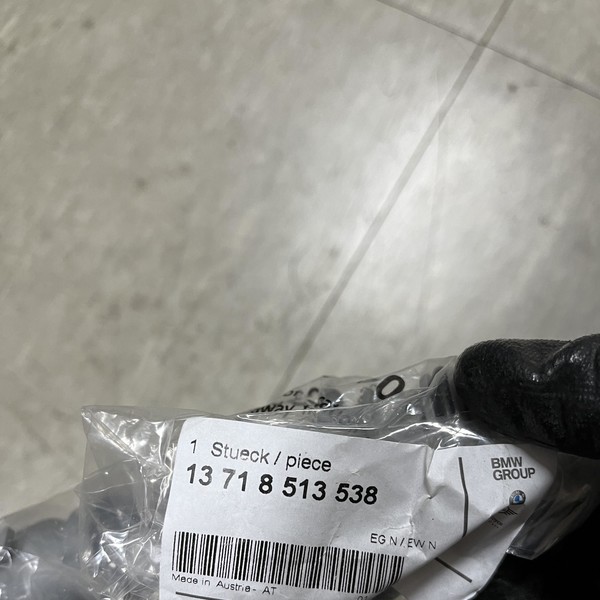 1 Stueck / piece
13 71 8 513 538
BMW
GROUP
EG N / EW N
Made in Austria - AT